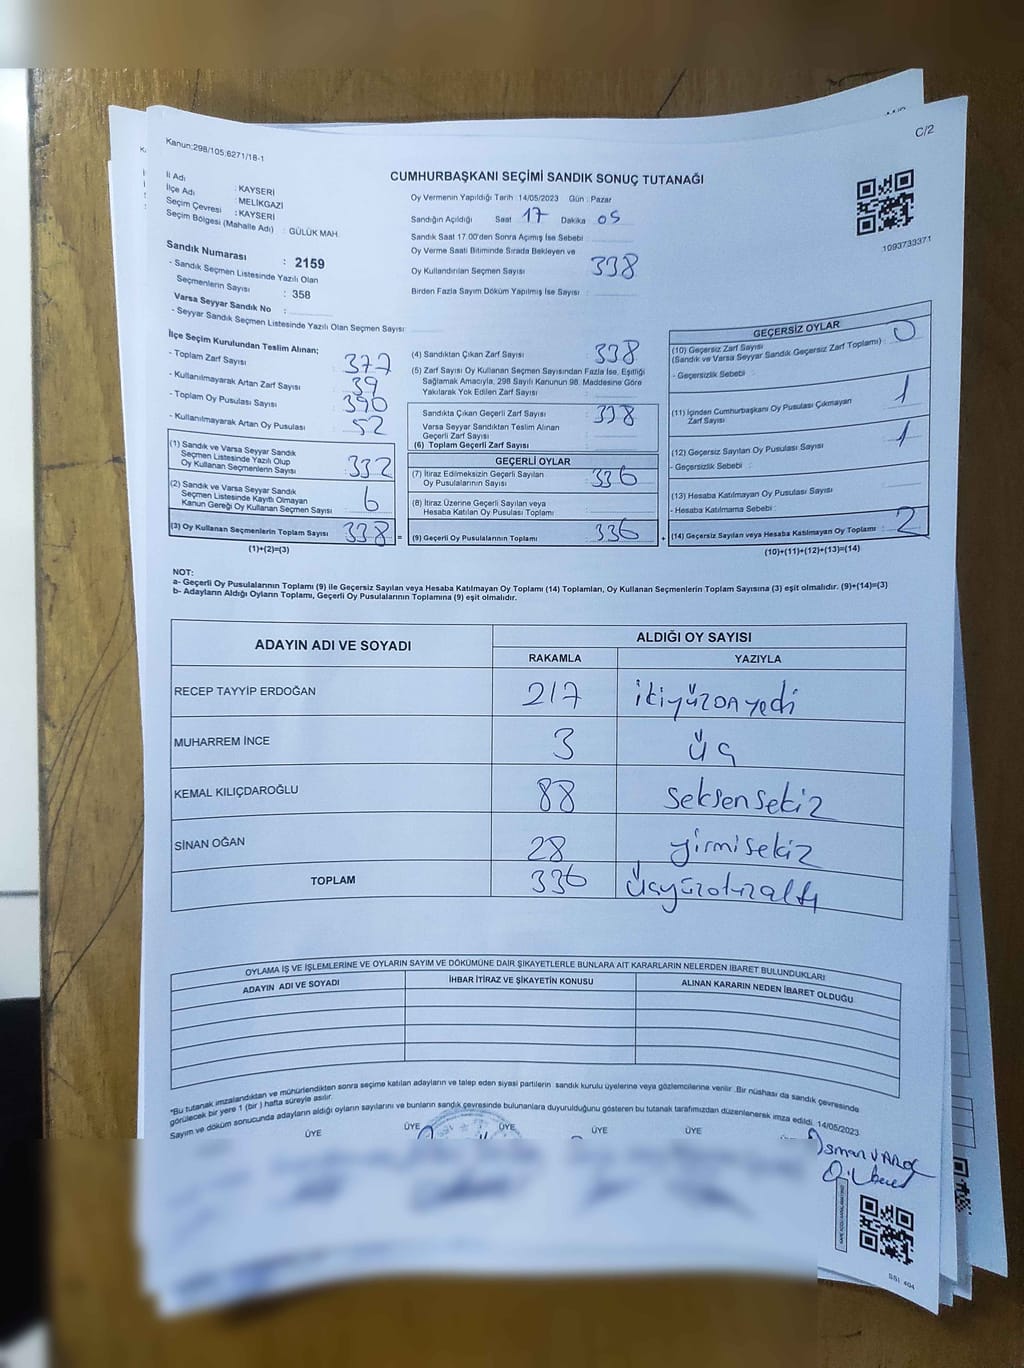 C/2
Kanun:298/105:6271/18-1
CUMHURBAŞKANI SEÇİMİ SANDIK SONUÇ TUTANAĞI
İl Adı : KAYSERİ
İlçe Adı : MELİKGAZİ
Seçim Çevresi : KAYSERİ
Seçim Bölgesi (Mahalle Adı) : GÜLÜK MAH.
Sandık Numarası : 2159
- Sandık Seçmen Listesinde Yazılı Olan
Seçmenlerin Sayısı : 358
Varsa Seyyar Sandık No :
- Seyyar Sandık Seçmen Listesinde Yazılı Olan Seçmen Sayısı:
Oy Vermenin Yapıldığı Tarih :14/05/2023 Gün : Pazar
Sandığın Açıldığı Saat 17 Dakika 05
Sandık Saat 17.00'den Sonra Açımış İse Sebebi
Oy Verme Saati Bitiminde Sırada Bekleyen ve
Oy Kullandırılan Seçmen Sayısı 338
Birden Fazla Sayım Döküm Yapılmış İse Sayısı :
1093733371
İlçe Seçim Kurulundan Teslim Alınan;
- Toplam Zarf Sayısı : 377
- Kullanılmayarak Artan Zarf Sayısı : 39
- Toplam Oy Pusulası Sayısı : 390
- Kullanılmayarak Artan Oy Pusulası : 52
(1) Sandık ve Varsa Seyyar Sandık
Seçmen Listesinde Yazılı Olup
Oy Kullanan Seçmenlerin Sayısı : 332
(2) Sandık ve Varsa Seyyar Sandık
Seçmen Listesinde Kayıtlı Olmayan
Kanun Gereği Oy Kullanan Seçmen Sayısı : 6
(3) Oy Kullanan Seçmenlerin Toplam Sayısı : 338 =
(1)+(2)=(3)
(4) Sandıktan Çıkan Zarf Sayısı : 338
(5) Zarf Sayısı Oy Kullanan Seçmen Sayısından Fazla İse, Eşitliği
Sağlamak Amacıyla, 298 Sayılı Kanunun 98. Maddesine Göre
Yakılarak Yok Edilen Zarf Sayısı :
Sandıkta Çıkan Geçerli Zarf Sayısı : 338
Varsa Seyyar Sandıktan Teslim Alınan
Geçerli Zarf Sayısı :
(6) Toplam Geçerli Zarf Sayısı :
GEÇERLİ OYLAR
(7) İtiraz Edilmeksizin Geçerli Sayılan
Oy Pusulalarının Sayısı : 336
(8) İtiraz Üzerine Geçerli Sayılan veya
Hesaba Katılan Oy Pusulası Toplamı :
(9) Geçerli Oy Pusulalarının Toplamı : 336 +
GEÇERSİZ OYLAR
(10) Geçersiz Zarf Sayısı
(Sandık ve Varsa Seyyar Sandık Geçersiz Zarf Toplamı) : 0
- Geçersizlik Sebebi :
(11) İçinden Cumhurbaşkanı Oy Pusulası Çıkmayan
Zarf Sayısı : 1
(12) Geçersiz Sayılan Oy Pusulası Sayısı : 1
- Geçersizlik Sebebi :
(13) Hesaba Katılmayan Oy Pusulası Sayısı :
- Hesaba Katılmama Sebebi :
(14) Geçersiz Sayılan veya Hesaba Katılmayan Oy Toplamı : 2
(10)+(11)+(12)+(13)=(14)
NOT:
a- Geçerli Oy Pusulalarının Toplamı (9) ile Geçersiz Sayılan veya Hesaba Katılmayan Oy Toplamı (14) Toplamları, Oy Kullanan Seçmenlerin Toplam Sayısına (3) eşit olmalıdır. (9)+(14)=(3)
b- Adayların Aldığı Oyların Toplamı, Geçerli Oy Pusulalarının Toplamına (9) eşit olmalıdır.
ADAYIN ADI VE SOYADI ALDIĞI OY SAYISI
RAKAMLA YAZIYLA
RECEP TAYYİP ERDOĞAN 217 ikiyüzonyedi
MUHARREM İNCE 3 üç
KEMAL KILIÇDAROĞLU 88 seksensekiz
SİNAN OĞAN 28 yirmisekiz
TOPLAM 336 üçyüzotuzaltı
OYLAMA İŞ VE İŞLEMLERİNE VE OYLARIN SAYIM VE DÖKÜMÜNE DAİR ŞİKAYETLERLE BUNLARA AİT KARARLARIN NELERDEN İBARET BULUNDUKLARI
ADAYIN ADI VE SOYADI İHBAR İTİRAZ VE ŞİKAYETİN KONUSU ALINAN KARARIN NEDEN İBARET OLDUĞU
*Bu tutanak imzalandıktan ve mühürlendikten sonra seçime katılan adayların ve talep eden siyasi partilerin sandık kurulu üyelerine veya gözlemcilerine verilir. Bir nüshası da sandık çevresinde
görülecek bir yere 1 (bir) hafta süreyle asılır.
Sayım ve döküm sonucunda adayların aldığı oyların sayılarını ve bunların sandık çevresinde bulunanlara duyurulduğunu gösteren bu tutanak tarafımızdan düzenlenerek imza edildi. 14/05/2023
ÜYE ÜYE ÜYE ÜYE ÜYE
Osman